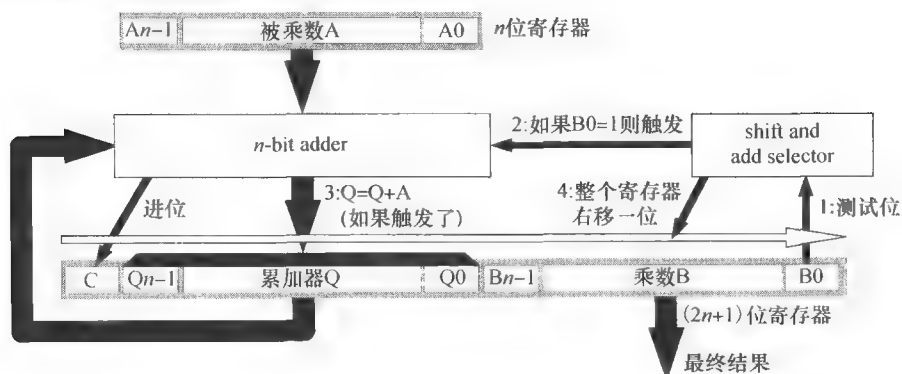 An-1 被乘数A A0 n位寄存器
2:如果B0=1则触发
n-bit adder
shift and
add selector
进位
3:Q=Q+A
(如果触发了)
4:整个寄存器
右移一位
1:测试位
C Qn-1 累加器Q Q0 Bn-1 乘数B B0
(2n+1)位寄存器
最终结果